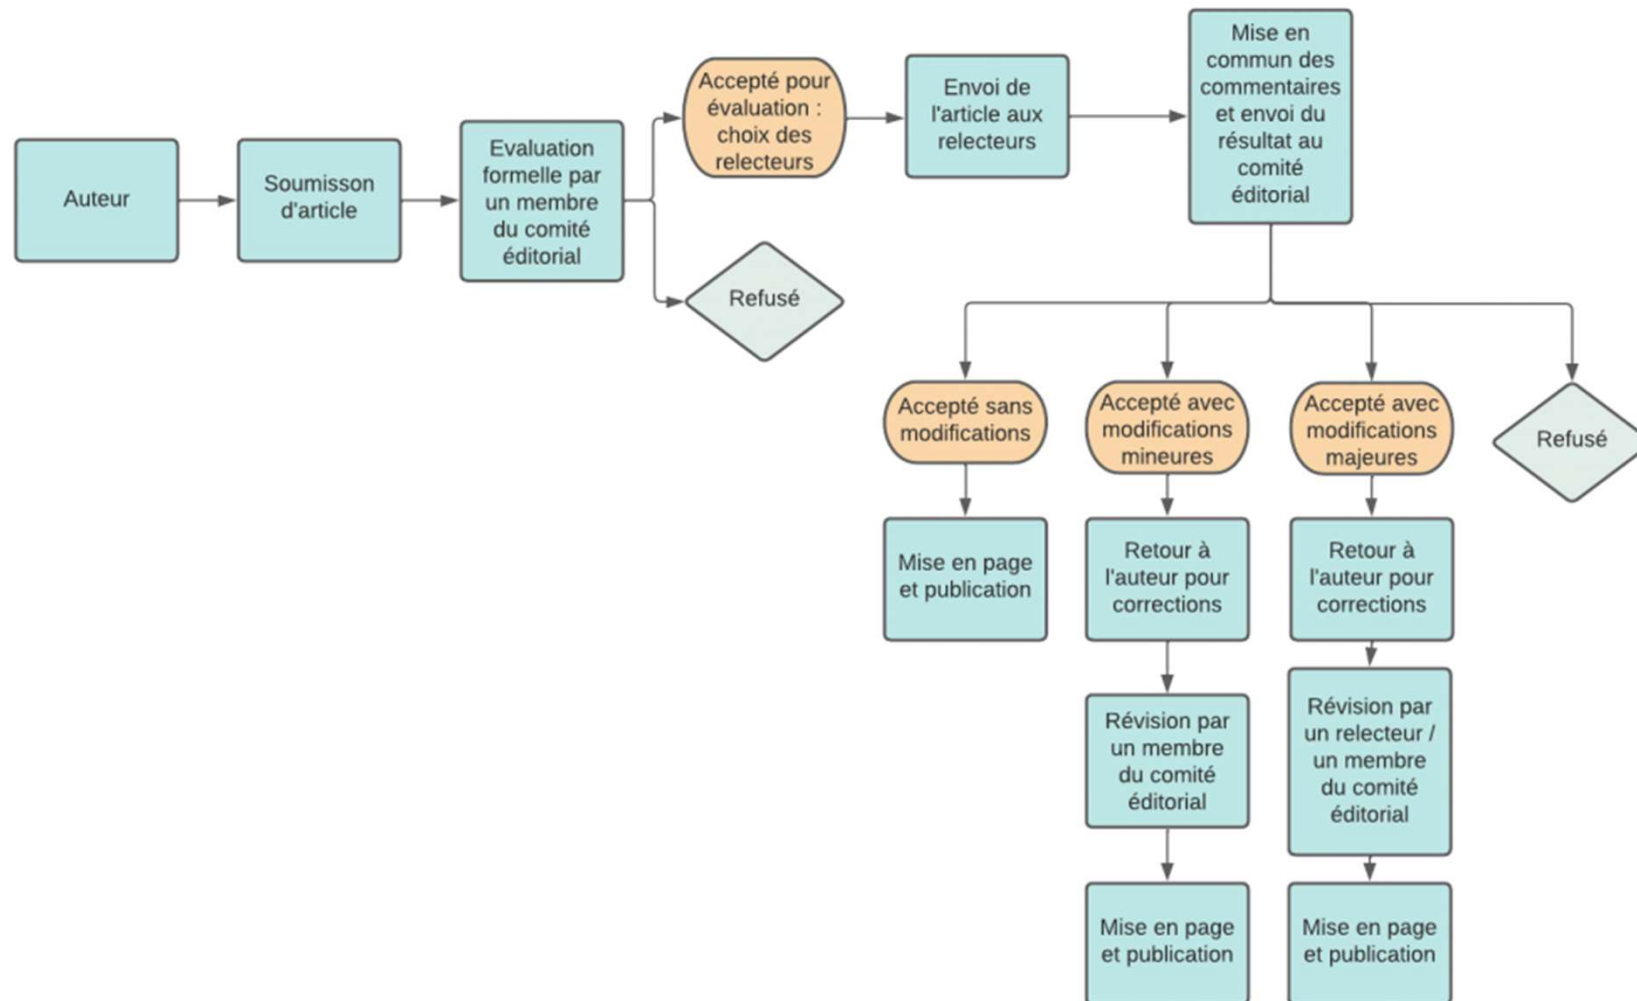 Auteur
Soumisson
d'article
Evaluation
formelle par
un membre
du comité
éditorial
Accepté pour
évaluation :
choix des
relecteurs
Refusé
Envoi de
l'article aux
relecteurs
Mise en
commun des
commentaires
et envoi du
résultat au
comité
éditorial
Accepté sans
modifications
Mise en page
et publication
Accepté avec
modifications
mineures
Retour à
l'auteur pour
corrections
Révision par
un membre
du comité
éditorial
Mise en page
et publication
Accepté avec
modifications
majeures
Retour à
l'auteur pour
corrections
Révision par
un relecteur /
un membre
du comité
éditorial
Mise en page
et publication
Refusé